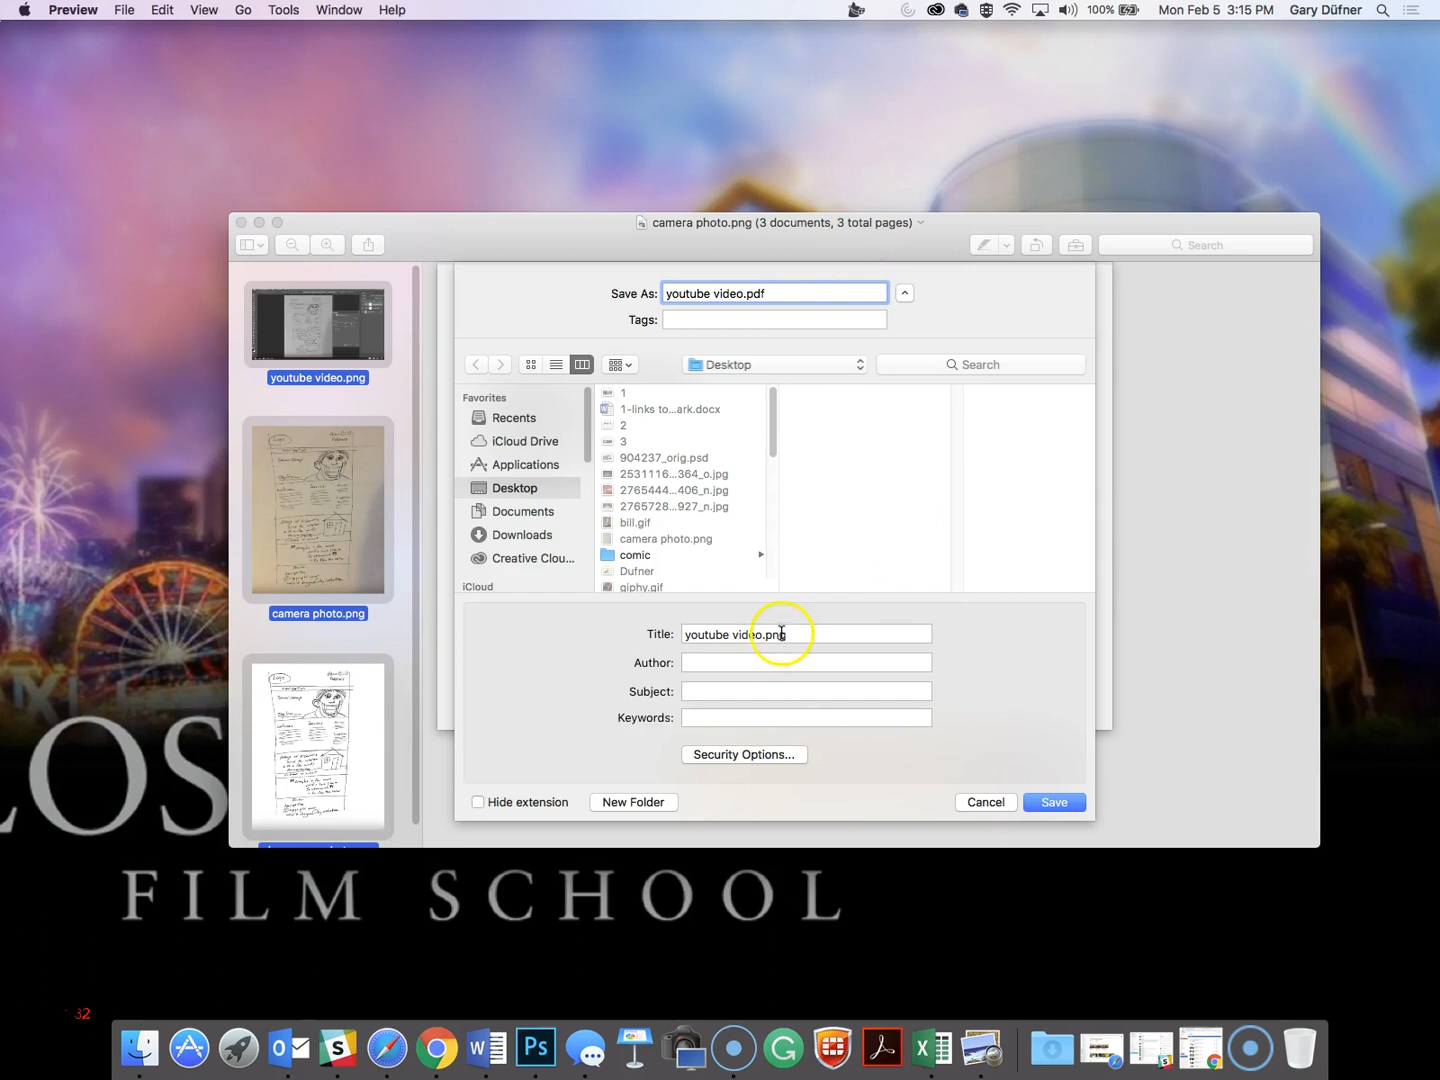 Preview File Edit View Go Tools Window Help
100% Mon Feb 5 3:15 PM Gary Düfner
camera photo.png (3 documents, 3 total pages)
Search
youtube video.png
camera photo.png
Save As: youtube video.pdf
Tags:
Desktop
Search
Favorites
Recents
iCloud Drive
Applications
Desktop
Documents
Downloads
Creative Clou...
iCloud
1
1-links to...ark.docx
2
3
904237_orig.psd
2531116...364_o.jpg
2765444...406_n.jpg
2765728...927_n.jpg
bill.gif
camera photo.png
comic
Dufner
giphy.gif
Title: youtube video.png
Author:
Subject:
Keywords:
Security Options...
Hide extension
New Folder
Cancel
Save
LOS
FILM SCHOOL
32